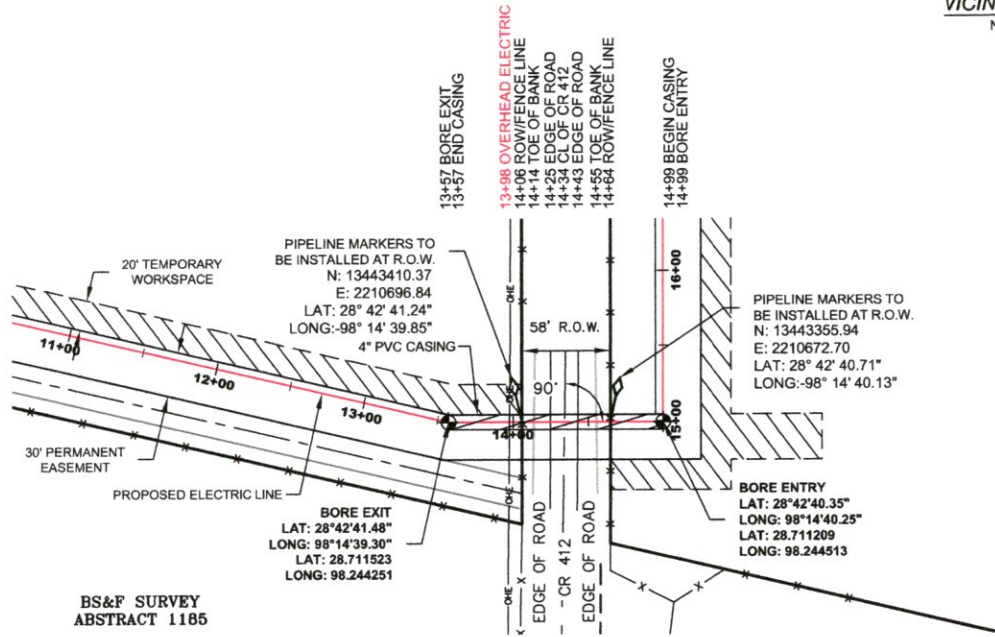 VICIN
N
13+57 BORE EXIT
13+57 END CASING
13+98 OVERHEAD ELECTRIC
14+06 ROW/FENCE LINE
14+14 TOE OF BANK
14+25 EDGE OF ROAD
14+34 CL OF CR 412
14+43 EDGE OF ROAD
14+55 TOE OF BANK
14+64 ROW/FENCE LINE
14+99 BEGIN CASING
14+99 BORE ENTRY
20' TEMPORARY
WORKSPACE
PIPELINE MARKERS TO
BE INSTALLED AT R.O.W.
N: 13443410.37
E: 2210696.84
LAT: 28° 42' 41.24"
LONG:-98° 14' 39.85"
4" PVC CASING
OHE
58' R.O.W.
90°
16+00
PIPELINE MARKERS TO
BE INSTALLED AT R.O.W.
N: 13443355.94
E: 2210672.70
LAT: 28° 42' 40.71"
LONG:-98° 14' 40.13"
11+00
12+00
13+00
14+00
15+00
30' PERMANENT
EASEMENT
PROPOSED ELECTRIC LINE
BORE EXIT
LAT: 28°42'41.48"
LONG: 98°14'39.30"
LAT: 28.711523
LONG: 98.244251
OHE
OHE
EDGE OF ROAD
CR 412
EDGE OF ROAD
BORE ENTRY
LAT: 28°42'40.35"
LONG: 98°14'40.25"
LAT: 28.711209
LONG: 98.244513
BS&F SURVEY
ABSTRACT 1185